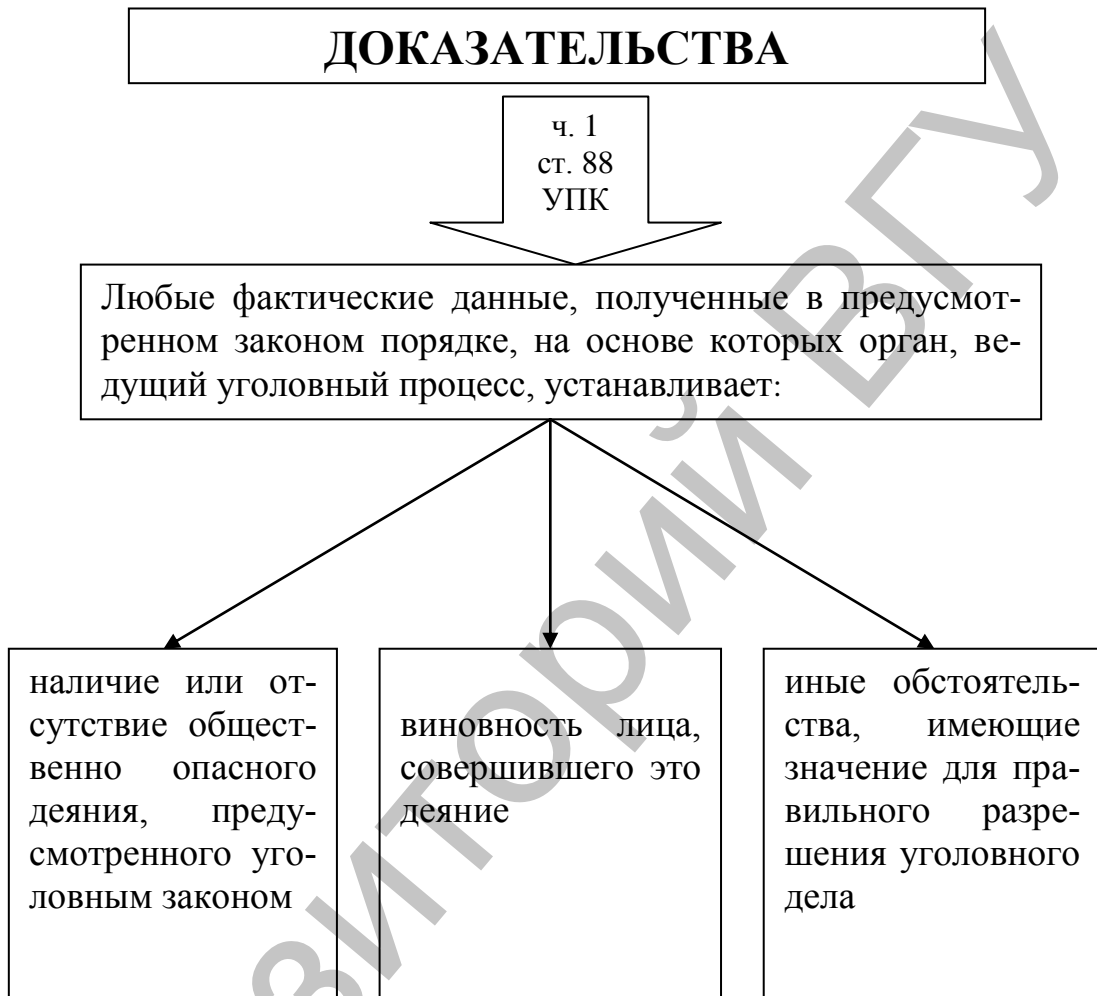 ДОКАЗАТЕЛЬСТВА
ч. 1
ст. 88
УПК
Любые фактические данные, полученные в предусмот-
ренном законом порядке, на основе которых орган, ве-
дущий уголовный процесс, устанавливает:
наличие или от-
сутствие общест-
венно опасного
деяния, преду-
смотренного уго-
ловным законом
виновность лица,
совершившего это
деяние
иные обстоятель-
ства, имеющие
значение для пра-
вильного разре-
шения уголовного
дела
зиторий ВГУ